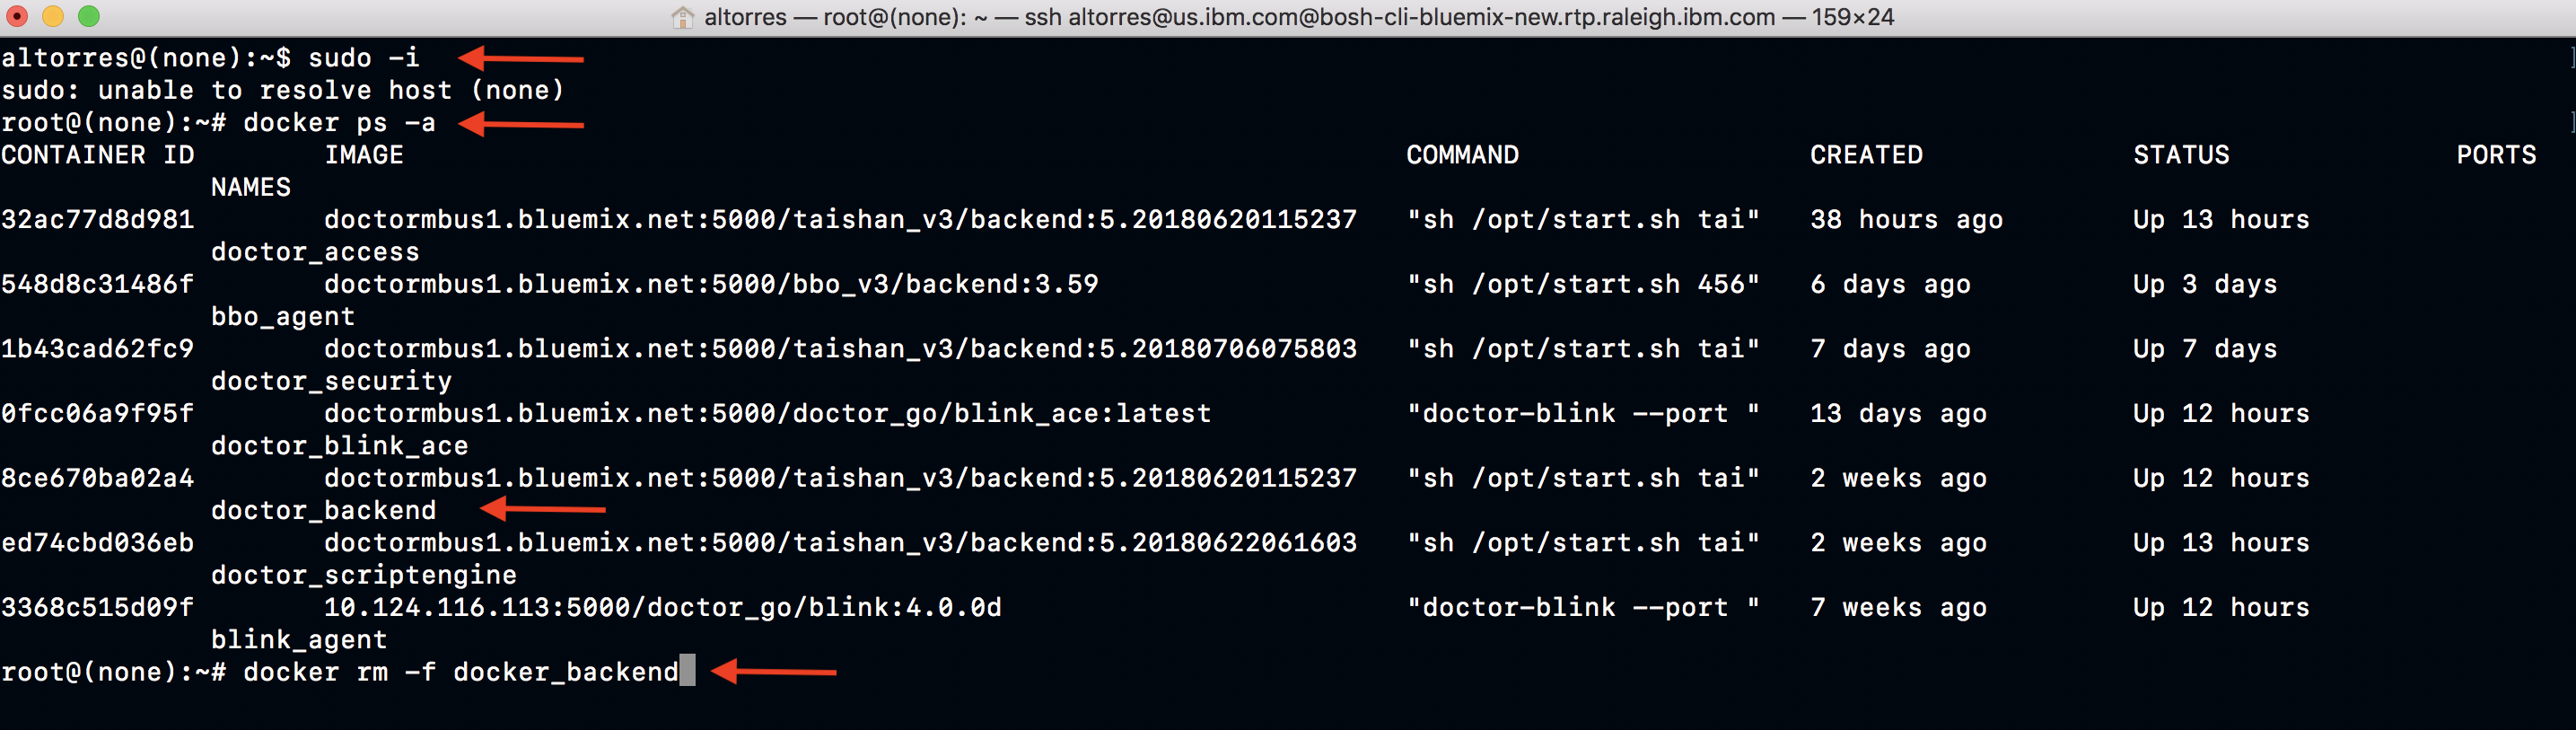 altorres — root@(none): ~ — ssh altorres@us.ibm.com@bosh-cli-bluemix-new.rtp.raleigh.ibm.com — 159×24
altorres@(none):~$ sudo -i
sudo: unable to resolve host (none)
root@(none):~# docker ps -a
CONTAINER ID IMAGE COMMAND CREATED STATUS PORTS
NAMES
32ac77d8d981 doctormbus1.bluemix.net:5000/taishan_v3/backend:5.20180620115237 "sh /opt/start.sh tai" 38 hours ago Up 13 hours
doctor_access
548d8c31486f doctormbus1.bluemix.net:5000/bbo_v3/backend:3.59 "sh /opt/start.sh 456" 6 days ago Up 3 days
bbo_agent
1b43cad62fc9 doctormbus1.bluemix.net:5000/taishan_v3/backend:5.20180706075803 "sh /opt/start.sh tai" 7 days ago Up 7 days
doctor_security
0fcc06a9f95f doctormbus1.bluemix.net:5000/doctor_go/blink_ace:latest "doctor-blink --port " 13 days ago Up 12 hours
doctor_blink_ace
8ce670ba02a4 doctormbus1.bluemix.net:5000/taishan_v3/backend:5.20180620115237 "sh /opt/start.sh tai" 2 weeks ago Up 12 hours
doctor_backend
ed74cbd036eb doctormbus1.bluemix.net:5000/taishan_v3/backend:5.20180622061603 "sh /opt/start.sh tai" 2 weeks ago Up 13 hours
doctor_scriptengine
3368c515d09f 10.124.116.113:5000/doctor_go/blink:4.0.0d "doctor-blink --port " 7 weeks ago Up 12 hours
blink_agent
root@(none):~# docker rm -f docker_backend